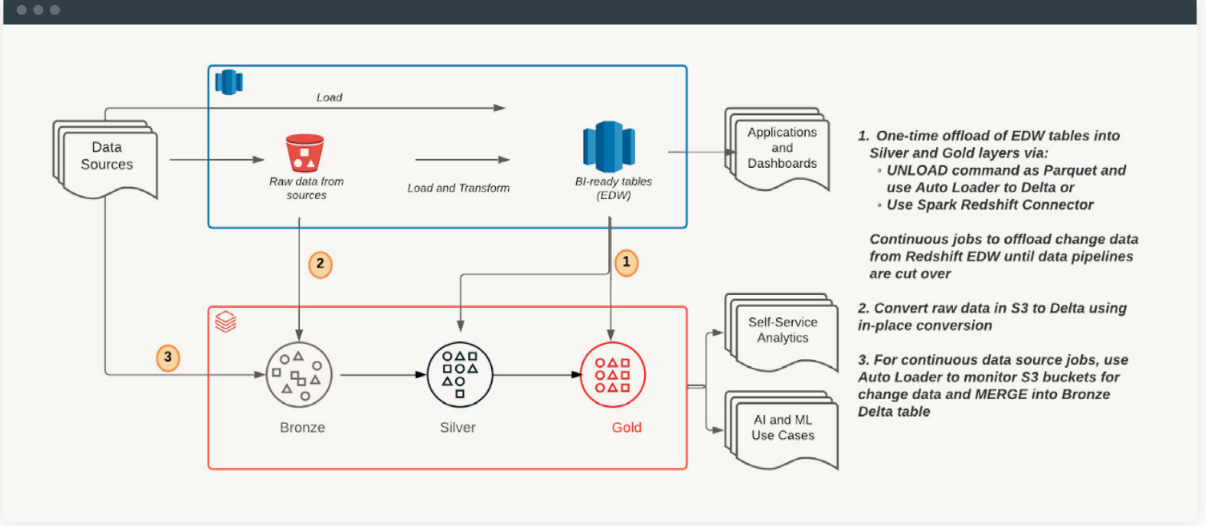 Load
Data
Sources
Raw data from
sources
Load and Transform
BI-ready tables
(EDW)
Applications
and
Dashboards
2
1
3
Bronze
Silver
Gold
Self-Service
Analytics
AI and ML
Use Cases
1. One-time offload of EDW tables into
Silver and Gold layers via:
◦ UNLOAD command as Parquet and
use Auto Loader to Delta or
◦ Use Spark Redshift Connector
Continuous jobs to offload change data
from Redshift EDW until data pipelines
are cut over
2. Convert raw data in S3 to Delta using
in-place conversion
3. For continuous data source jobs, use
Auto Loader to monitor S3 buckets for
change data and MERGE into Bronze
Delta table